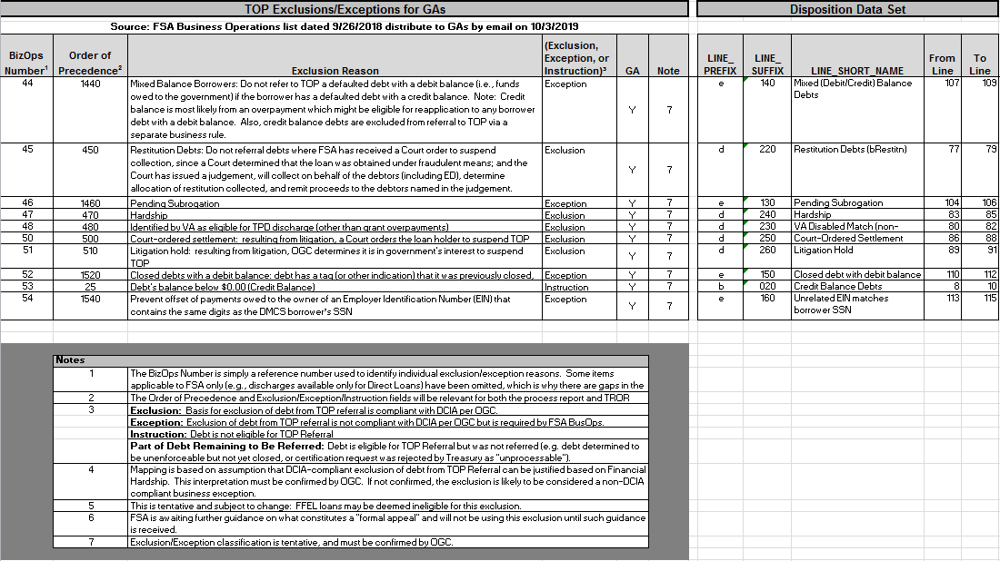 TOP Exclusions/Exceptions for GAs
Disposition Data Set
Source: FSA Business Operations list dated 9/26/2018 distribute to GAs by email on 10/3/2019
BizOps Number¹ Order of Precedence² Exclusion Reason (Exclusion, Exception, or Instruction)³ GA Note LINE_PREFIX LINE_SUFFIX LINE_SHORT_NAME From Line To Line
44 1440 Mixed Balance Borrowers: Do not refer to TOP a defaulted debt with a debit balance (i.e., funds Exception e 140 Mixed (Debit/Credit) Balance 107 109
owed to the government) if the borrower has a defaulted debt with a credit balance. Note: Credit Debts
balance is most likely from an overpayment which might be eligible for reapplication to any borrower Y 7
debt with a debit balance. Also, credit balance debts are excluded from referral to TOP via a
separate business rule.
45 450 Restitution Debts: Do not referral debts where FSA has received a Court order to suspend Exclusion d 220 Restitution Debts (bRestitn) 77 79
collection, since a Court determined that the loan was obtained under fraudulent means; and the
Court has issued a judgement, will collect on behalf of the debtors (including ED), determine Y 7
allocation of restitution collected, and remit proceeds to the debtors named in the judgement.
46 1460 Pending Subrogation Exception Y 7 e 130 Pending Subrogation 104 106
47 470 Hardship Exclusion Y 7 d 240 Hardship 83 85
48 480 Identified by VA as eligible for TPD discharge (other than grant overpayments) Exclusion Y 7 d 230 VA Disabled Match (non- 80 82
50 500 Court-ordered settlement: resulting from litigation, a Court orders the loan holder to suspend TOP Exclusion Y 7 d 250 Court-Ordered Settlement 86 88
51 510 Litigation hold: resulting from litigation, OGC determines it is in government's interest to suspend Exclusion Y 7 d 260 Litigation Hold 89 91
TOP
52 1520 Closed debts with a debit balance: debt has a tag (or other indication) that it was previously closed, Exception Y 7 e 150 Closed debt with debit balance 110 112
53 25 Debt's balance below $0.00 (Credit Balance) Instruction Y 7 b 020 Credit Balance Debts 8 10
54 1540 Prevent offset of payments owed to the owner of an Employer Identification Number (EIN) that Exception Y 7 e 160 Unrelated EIN matches 113 115
contains the same digits as the DMCS borrower's SSN borrower SSN
Notes
1 The BizOps Number is simply a reference number used to identify individual exclusion/exception reasons. Some items
applicable to FSA only (e.g., discharges available only for Direct Loans) have been omitted, which is why there are gaps in the
2 The Order of Precedence and Exclusion/Exception/Instruction fields will be relevant for both the process report and TROR
3 Exclusion: Basis for exclusion of debt from TOP referral is compliant with DCIA per OGC.
Exception: Exclusion of debt from TOP referral is not compliant with DCIA per OGC but is required by FSA BusOps.
Instruction: Debt is not eligible for TOP Referral
Part of Debt Remaining to Be Referred: Debt is eligible for TOP Referral but was not referred (e.g. debt determined to
be unenforceable but not yet closed, or certification request was rejected by Treasury as "unprocessable").
4 Mapping is based on assumption that DCIA-compliant exclusion of debt from TOP Referral can be justified based on Financial
Hardship. This interpretation must be confirmed by OGC. If not confirmed, the exclusion is likely to be considered a non-DCIA
compliant business exception.
5 This is tentative and subject to change: FFEL loans may be deemed ineligible for this exclusion.
6 FSA is awaiting further guidance on what constitutes a "formal appeal" and will not be using this exclusion until such guidance
is received.
7 Exclusion/Exception classification is tentative, and must be confirmed by OGC.